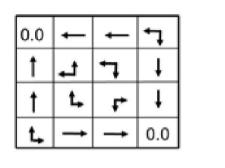 0.0 ← ← ↰
↑ ↲ ↰ ↓
↑ ↳ ↱ ↓
↳ → → 0.0